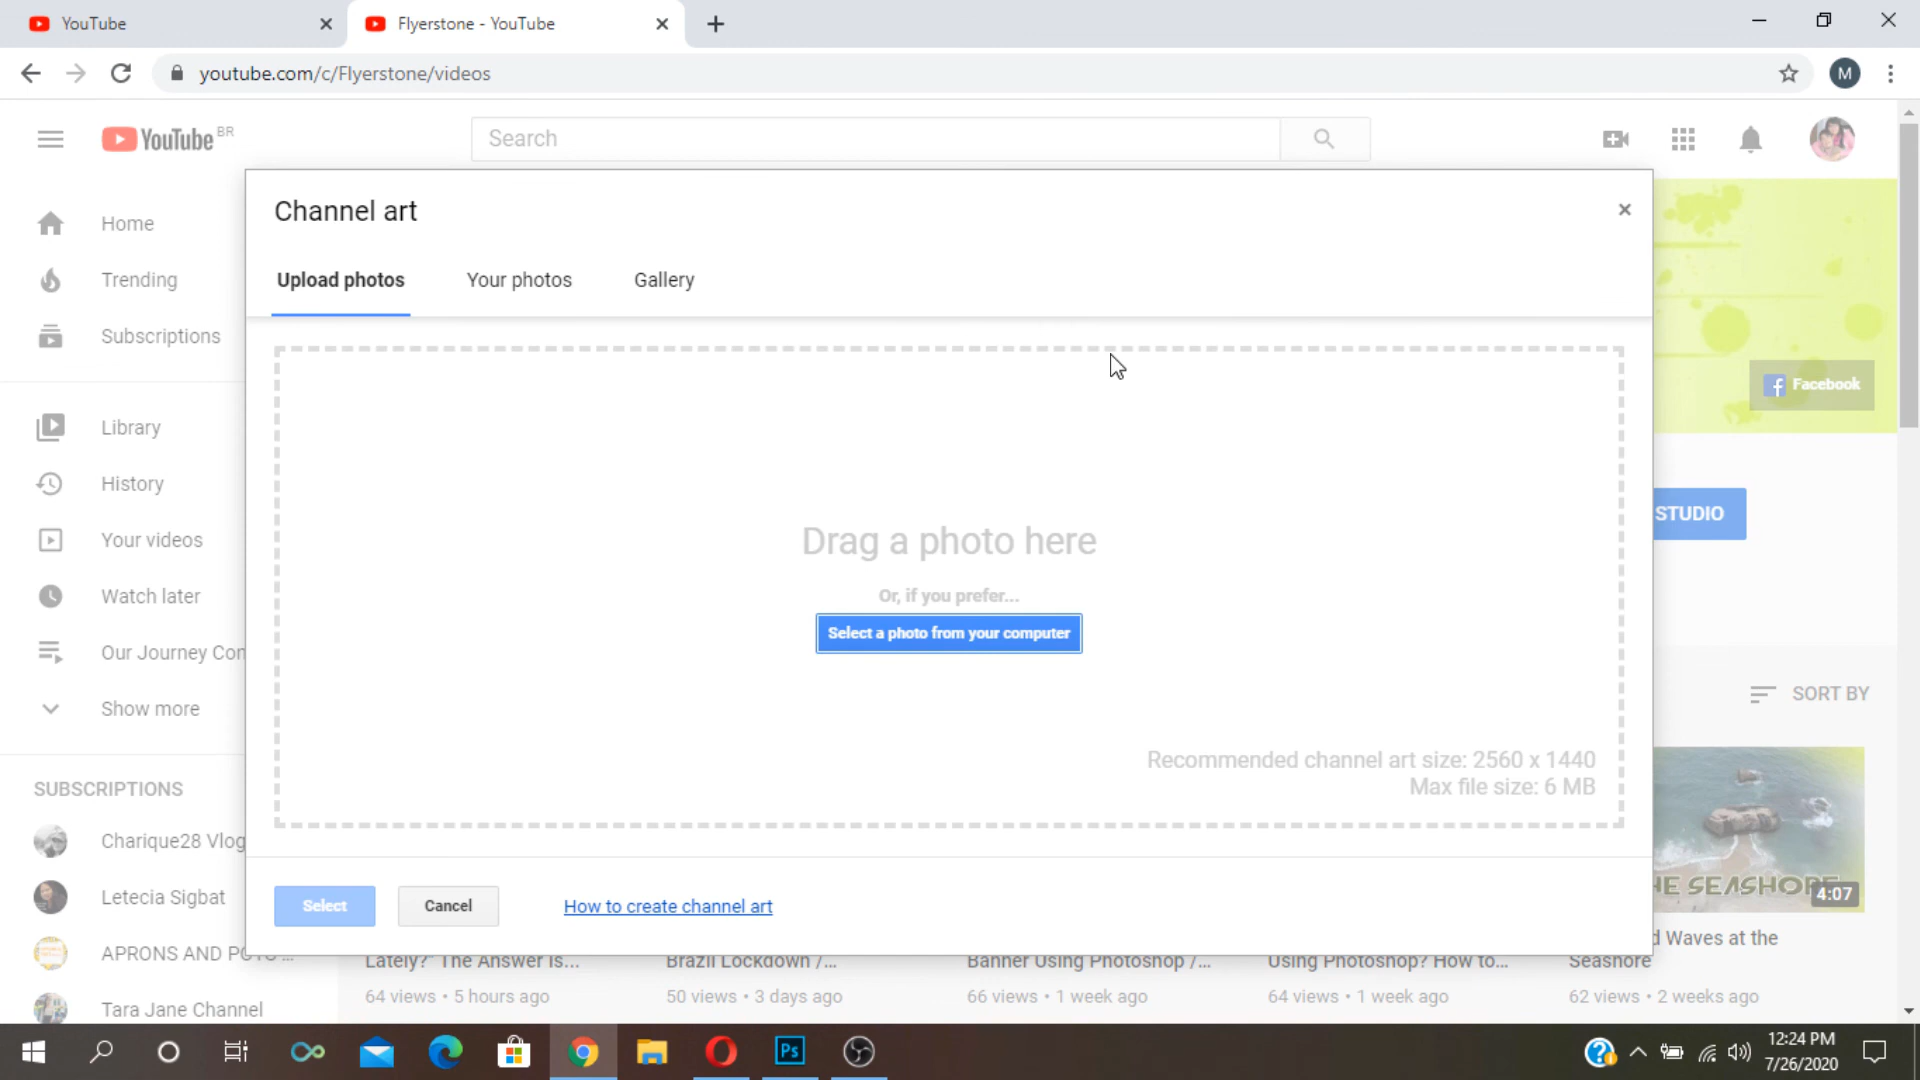 YouTube
Flyerstone - YouTube
youtube.com/c/Flyerstone/videos
M
YouTube BR
Search
Channel art
Upload photos
Your photos
Gallery
Drag a photo here
Or, if you prefer...
Select a photo from your computer
Recommended channel art size: 2560 x 1440
Max file size: 6 MB
Select
Cancel
How to create channel art
Home
Trending
Subscriptions
Library
History
Your videos
Watch later
Our Journey Con
Show more
SUBSCRIPTIONS
Charique28 Vlog
Letecia Sigbat
APRONS AND
Tara Jane Channel
Facebook
STUDIO
SORT BY
HE SEASHORE
4:07
Lately?" The Answer Is...
64 views • 5 hours ago
Brazil Lockdown /...
50 views • 3 days ago
Banner Using Photoshop /...
66 views • 1 week ago
Using Photoshop? How to...
64 views • 1 week ago
d Waves at the
Seashore
62 views • 2 weeks ago
Ps
12:24 PM
7/26/2020